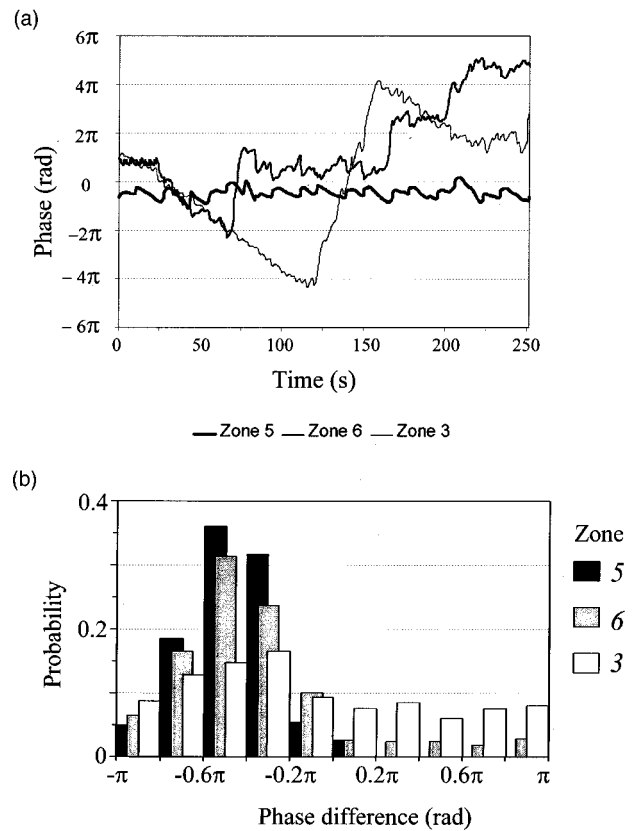 (a)
6π
4π
2π
0
−2π
−4π
−6π
Phase (rad)
0 50 100 150 200 250
Time (s)
Zone 5 Zone 6 Zone 3
(b)
0.4
0.2
0
Probability
-π -0.6π -0.2π 0.2π 0.6π π
Phase difference (rad)
Zone
5
6
3